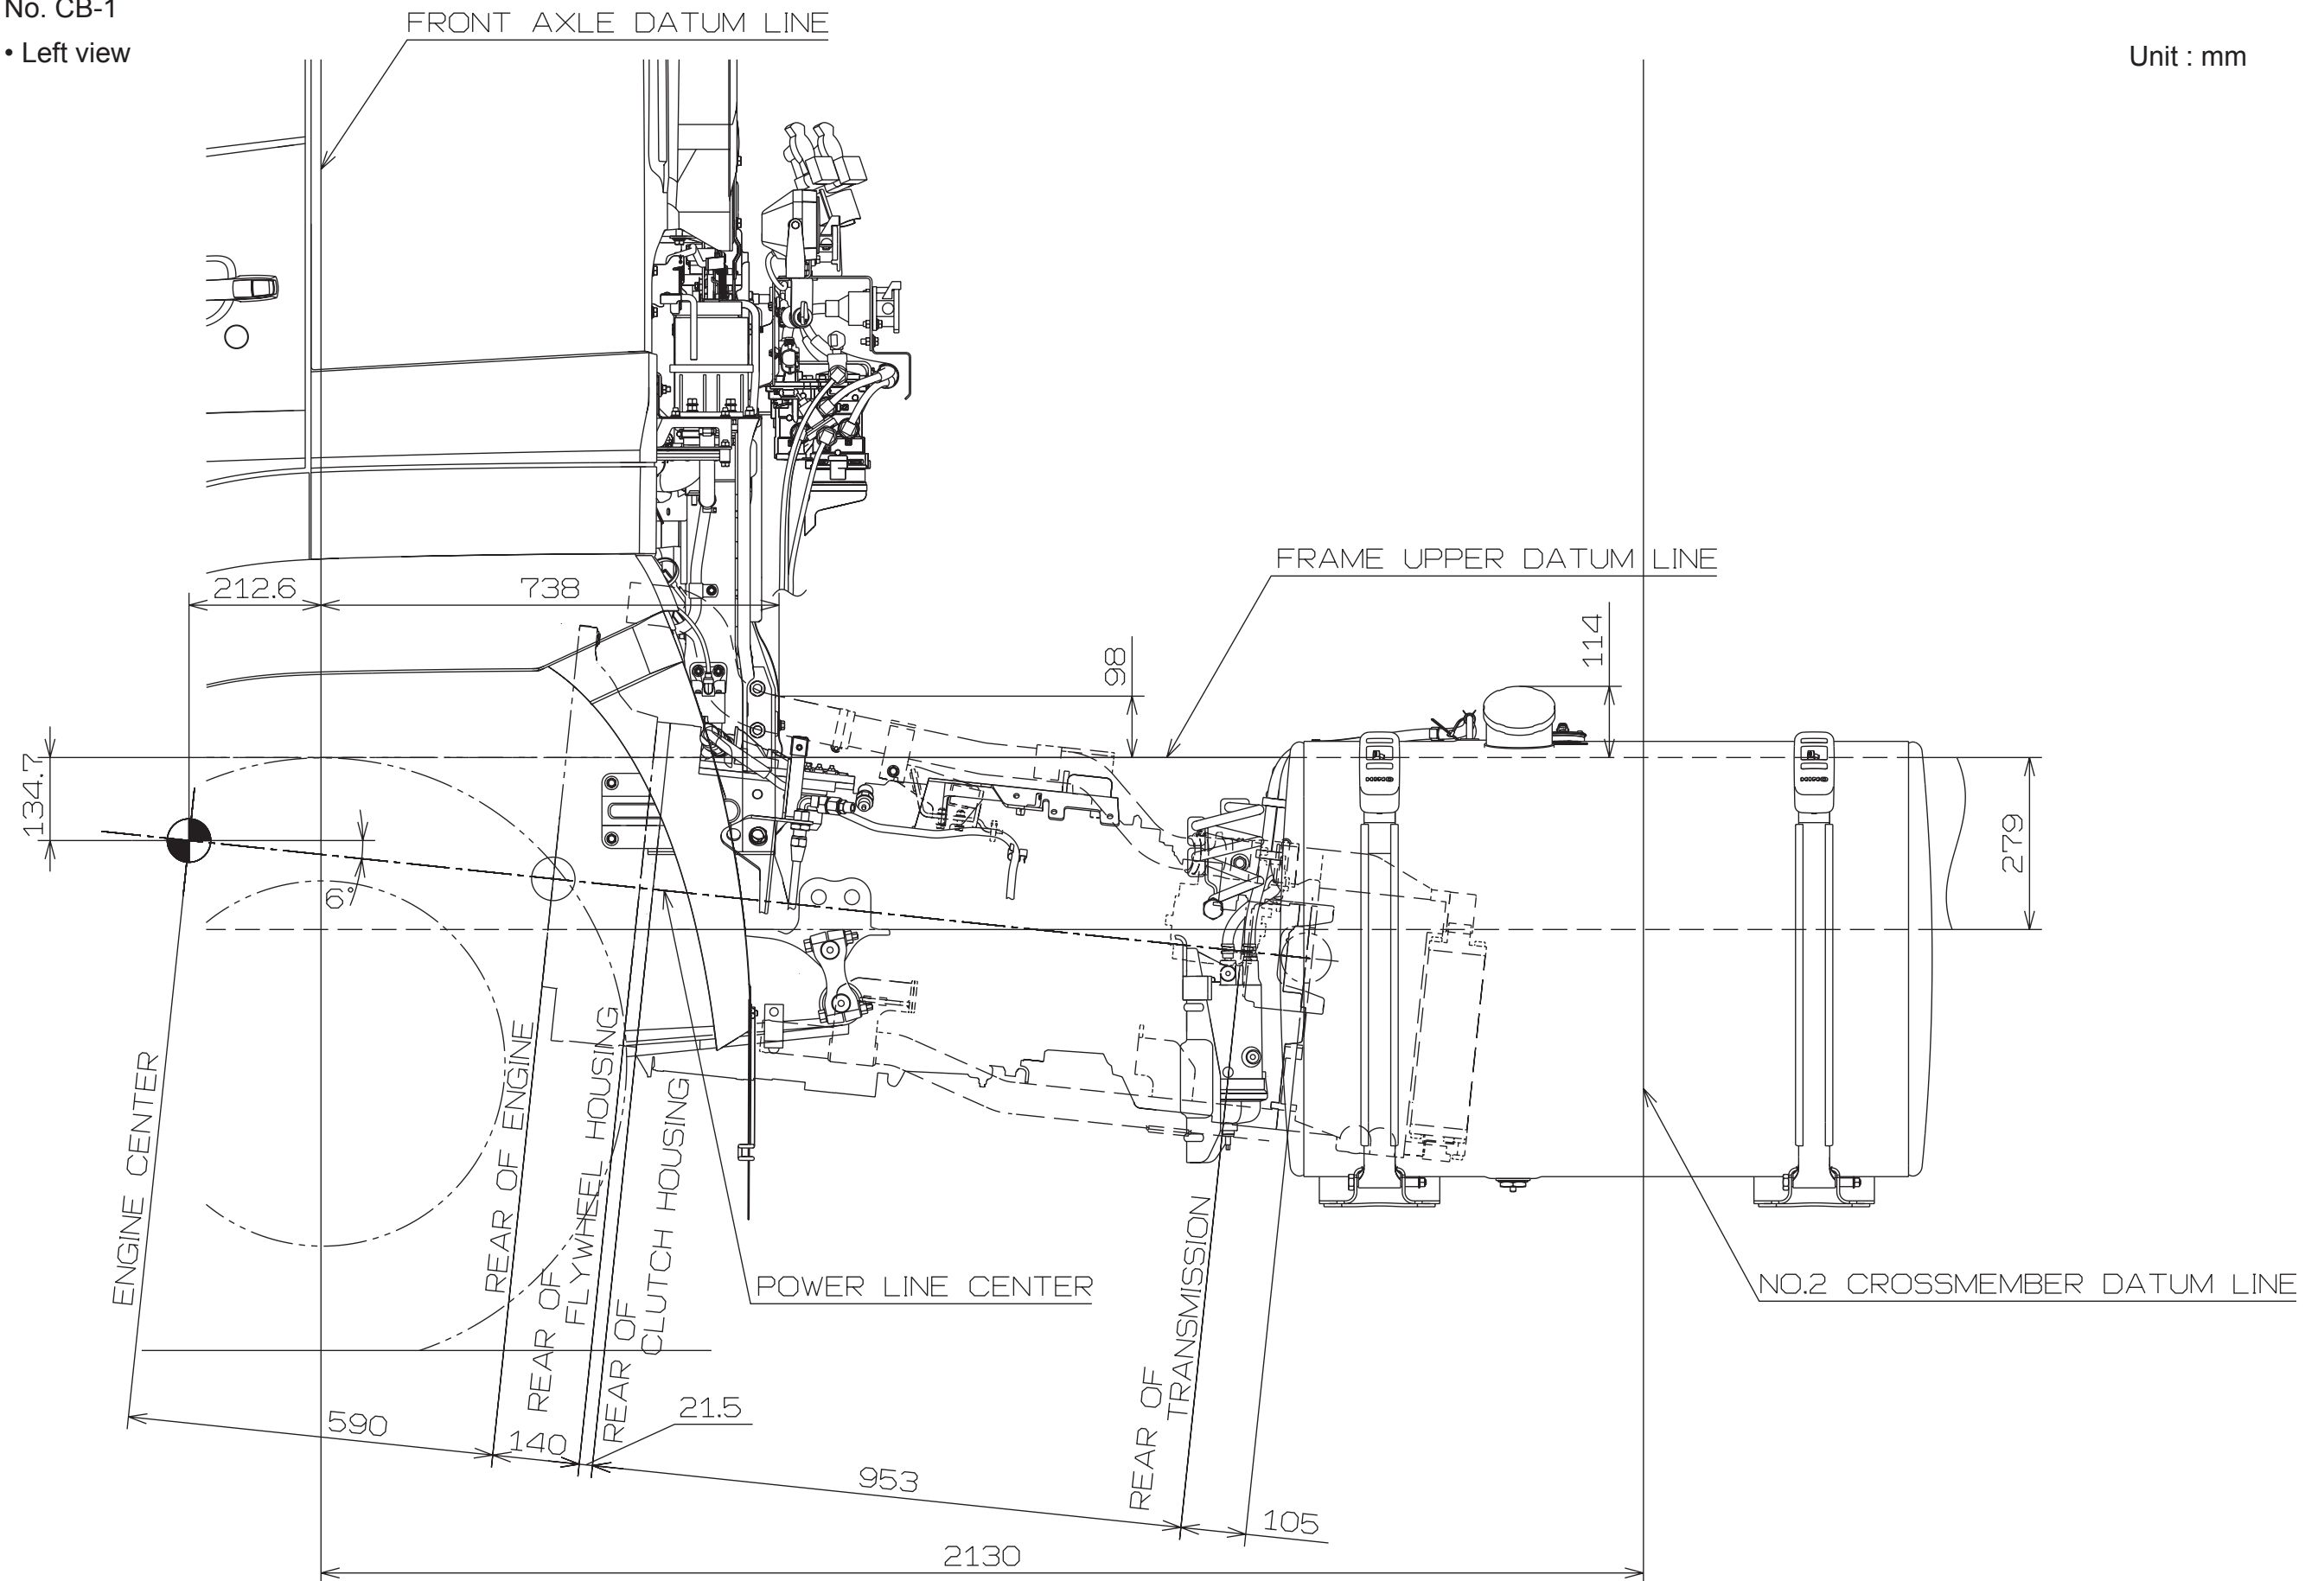 No. CB-1
• Left view
Unit : mm
FRONT AXLE DATUM LINE
FRAME UPPER DATUM LINE
212.6
738
98
114
134.7
6°
279
HINO
HINO
ENGINE CENTER
REAR OF ENGINE
REAR OF
FLYWHEEL HOUSING
REAR OF
CLUTCH HOUSING
POWER LINE CENTER
REAR OF
TRANSMISSION
NO.2 CROSSMEMBER DATUM LINE
590
140
21.5
953
105
2130